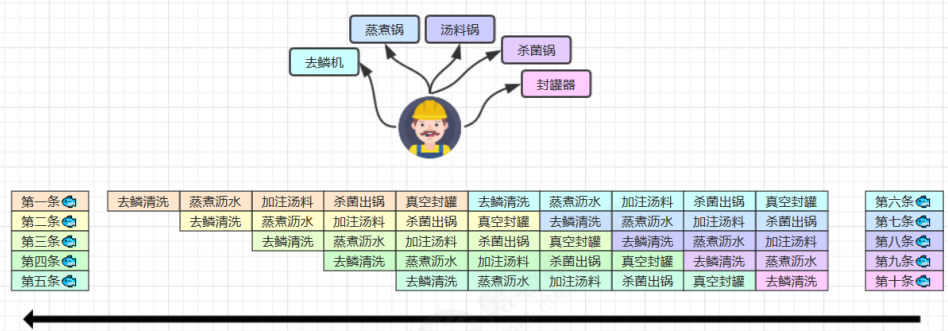 蒸煮锅 汤料锅
杀菌锅
去鳞机
封罐器
第一条 去鳞清洗 蒸煮沥水 加注汤料 杀菌出锅 真空封罐 去鳞清洗 蒸煮沥水 加注汤料 杀菌出锅 真空封罐 第六条
第二条 去鳞清洗 蒸煮沥水 加注汤料 杀菌出锅 真空封罐 去鳞清洗 蒸煮沥水 加注汤料 杀菌出锅 第七条
第三条 去鳞清洗 蒸煮沥水 加注汤料 杀菌出锅 真空封罐 去鳞清洗 蒸煮沥水 加注汤料 第八条
第四条 去鳞清洗 蒸煮沥水 加注汤料 杀菌出锅 真空封罐 去鳞清洗 蒸煮沥水 第九条
第五条 去鳞清洗 蒸煮沥水 加注汤料 杀菌出锅 真空封罐 去鳞清洗 第十条